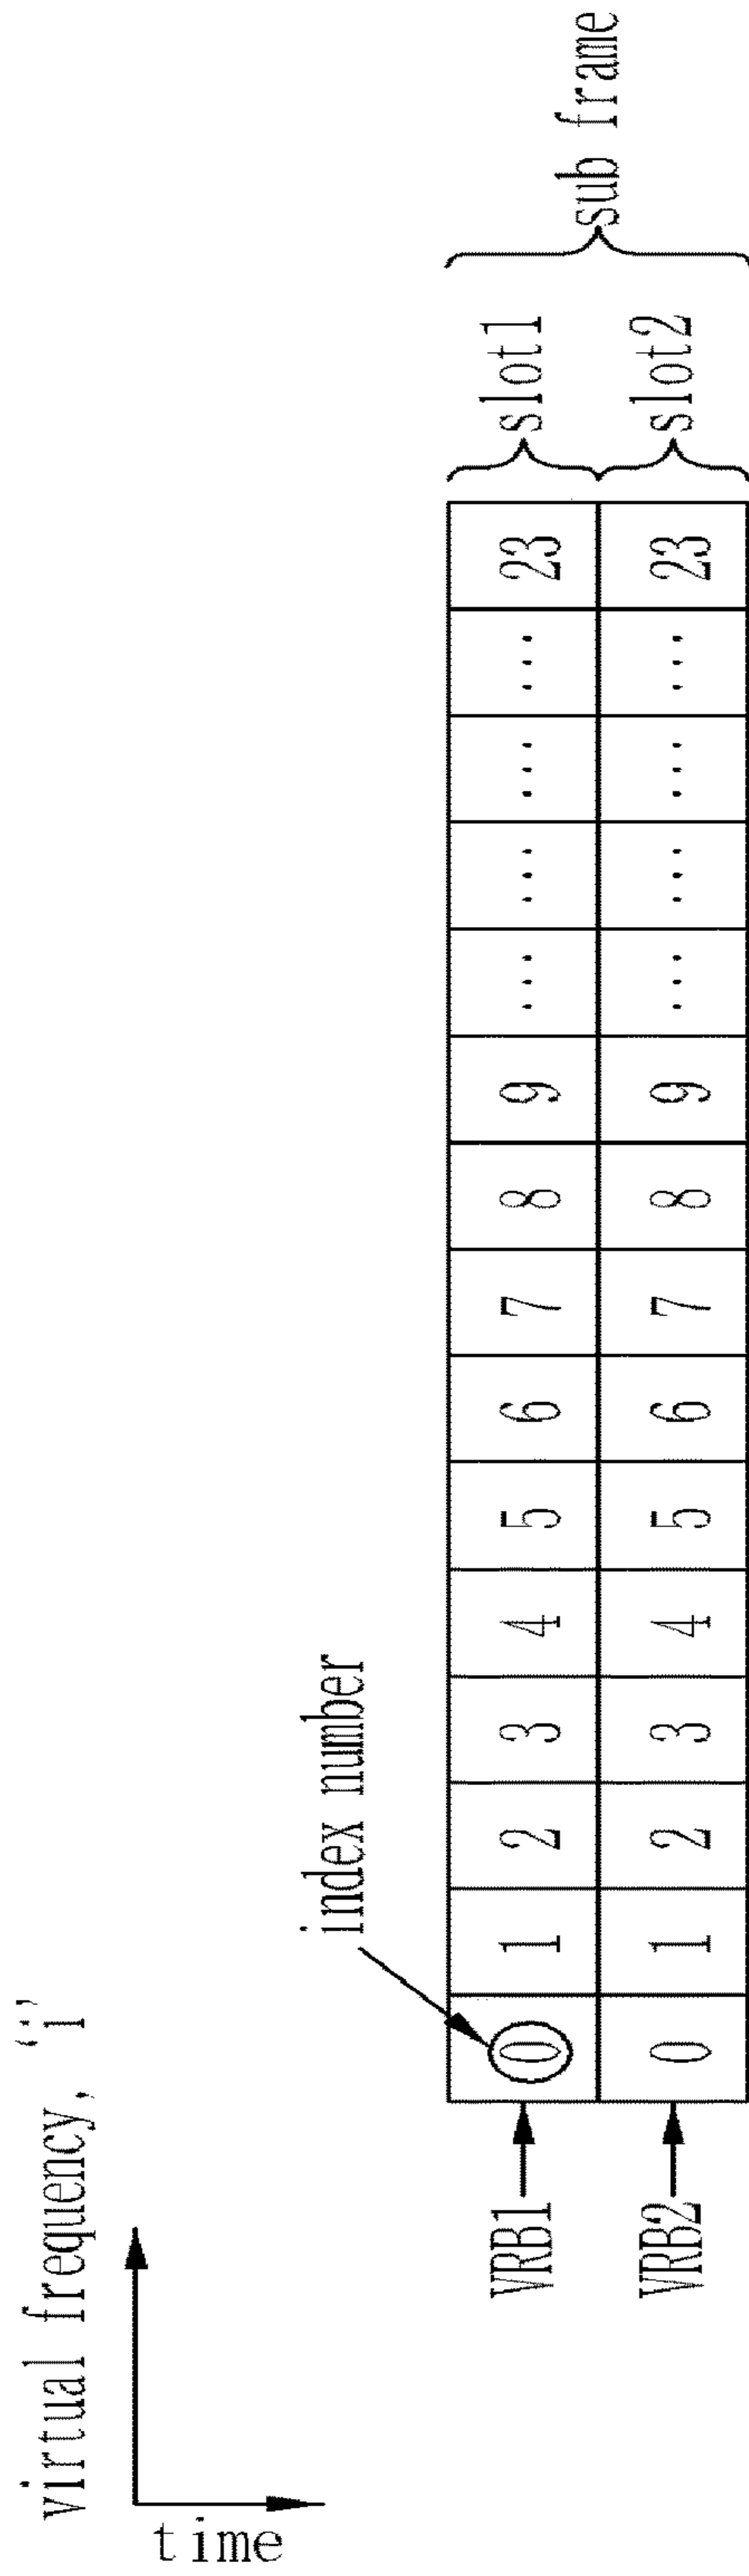 virtual frequency, ‘i’
time
index number
VRB1 0 1 2 3 4 5 6 7 8 9 ... ... ... ... 23 slot1
VRB2 0 1 2 3 4 5 6 7 8 9 ... ... ... ... 23 slot2
sub frame